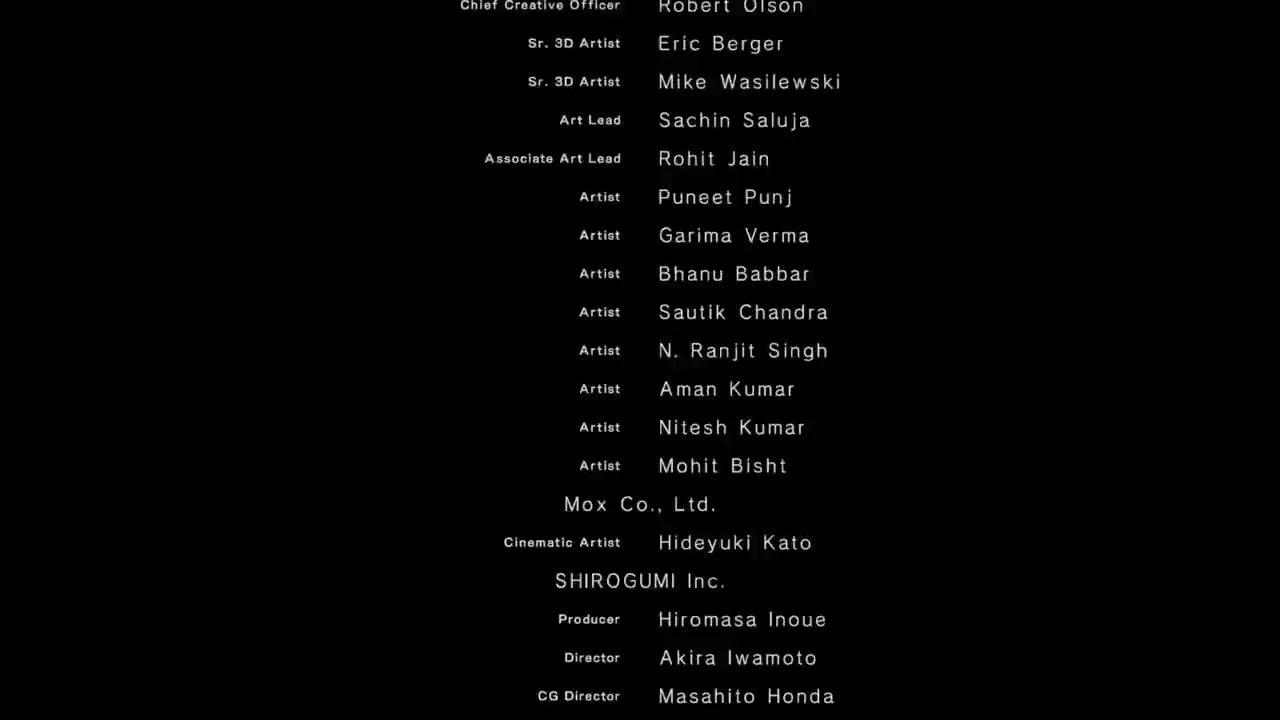 Chief Creative Officer Robert Olson
Sr. 3D Artist Eric Berger
Sr. 3D Artist Mike Wasilewski
Art Lead Sachin Saluja
Associate Art Lead Rohit Jain
Artist Puneet Punj
Artist Garima Verma
Artist Bhanu Babbar
Artist Sautik Chandra
Artist N. Ranjit Singh
Artist Aman Kumar
Artist Nitesh Kumar
Artist Mohit Bisht
Mox Co., Ltd.
Cinematic Artist Hideyuki Kato
SHIROGUMI Inc.
Producer Hiromasa Inoue
Director Akira Iwamoto
CG Director Masahito Honda